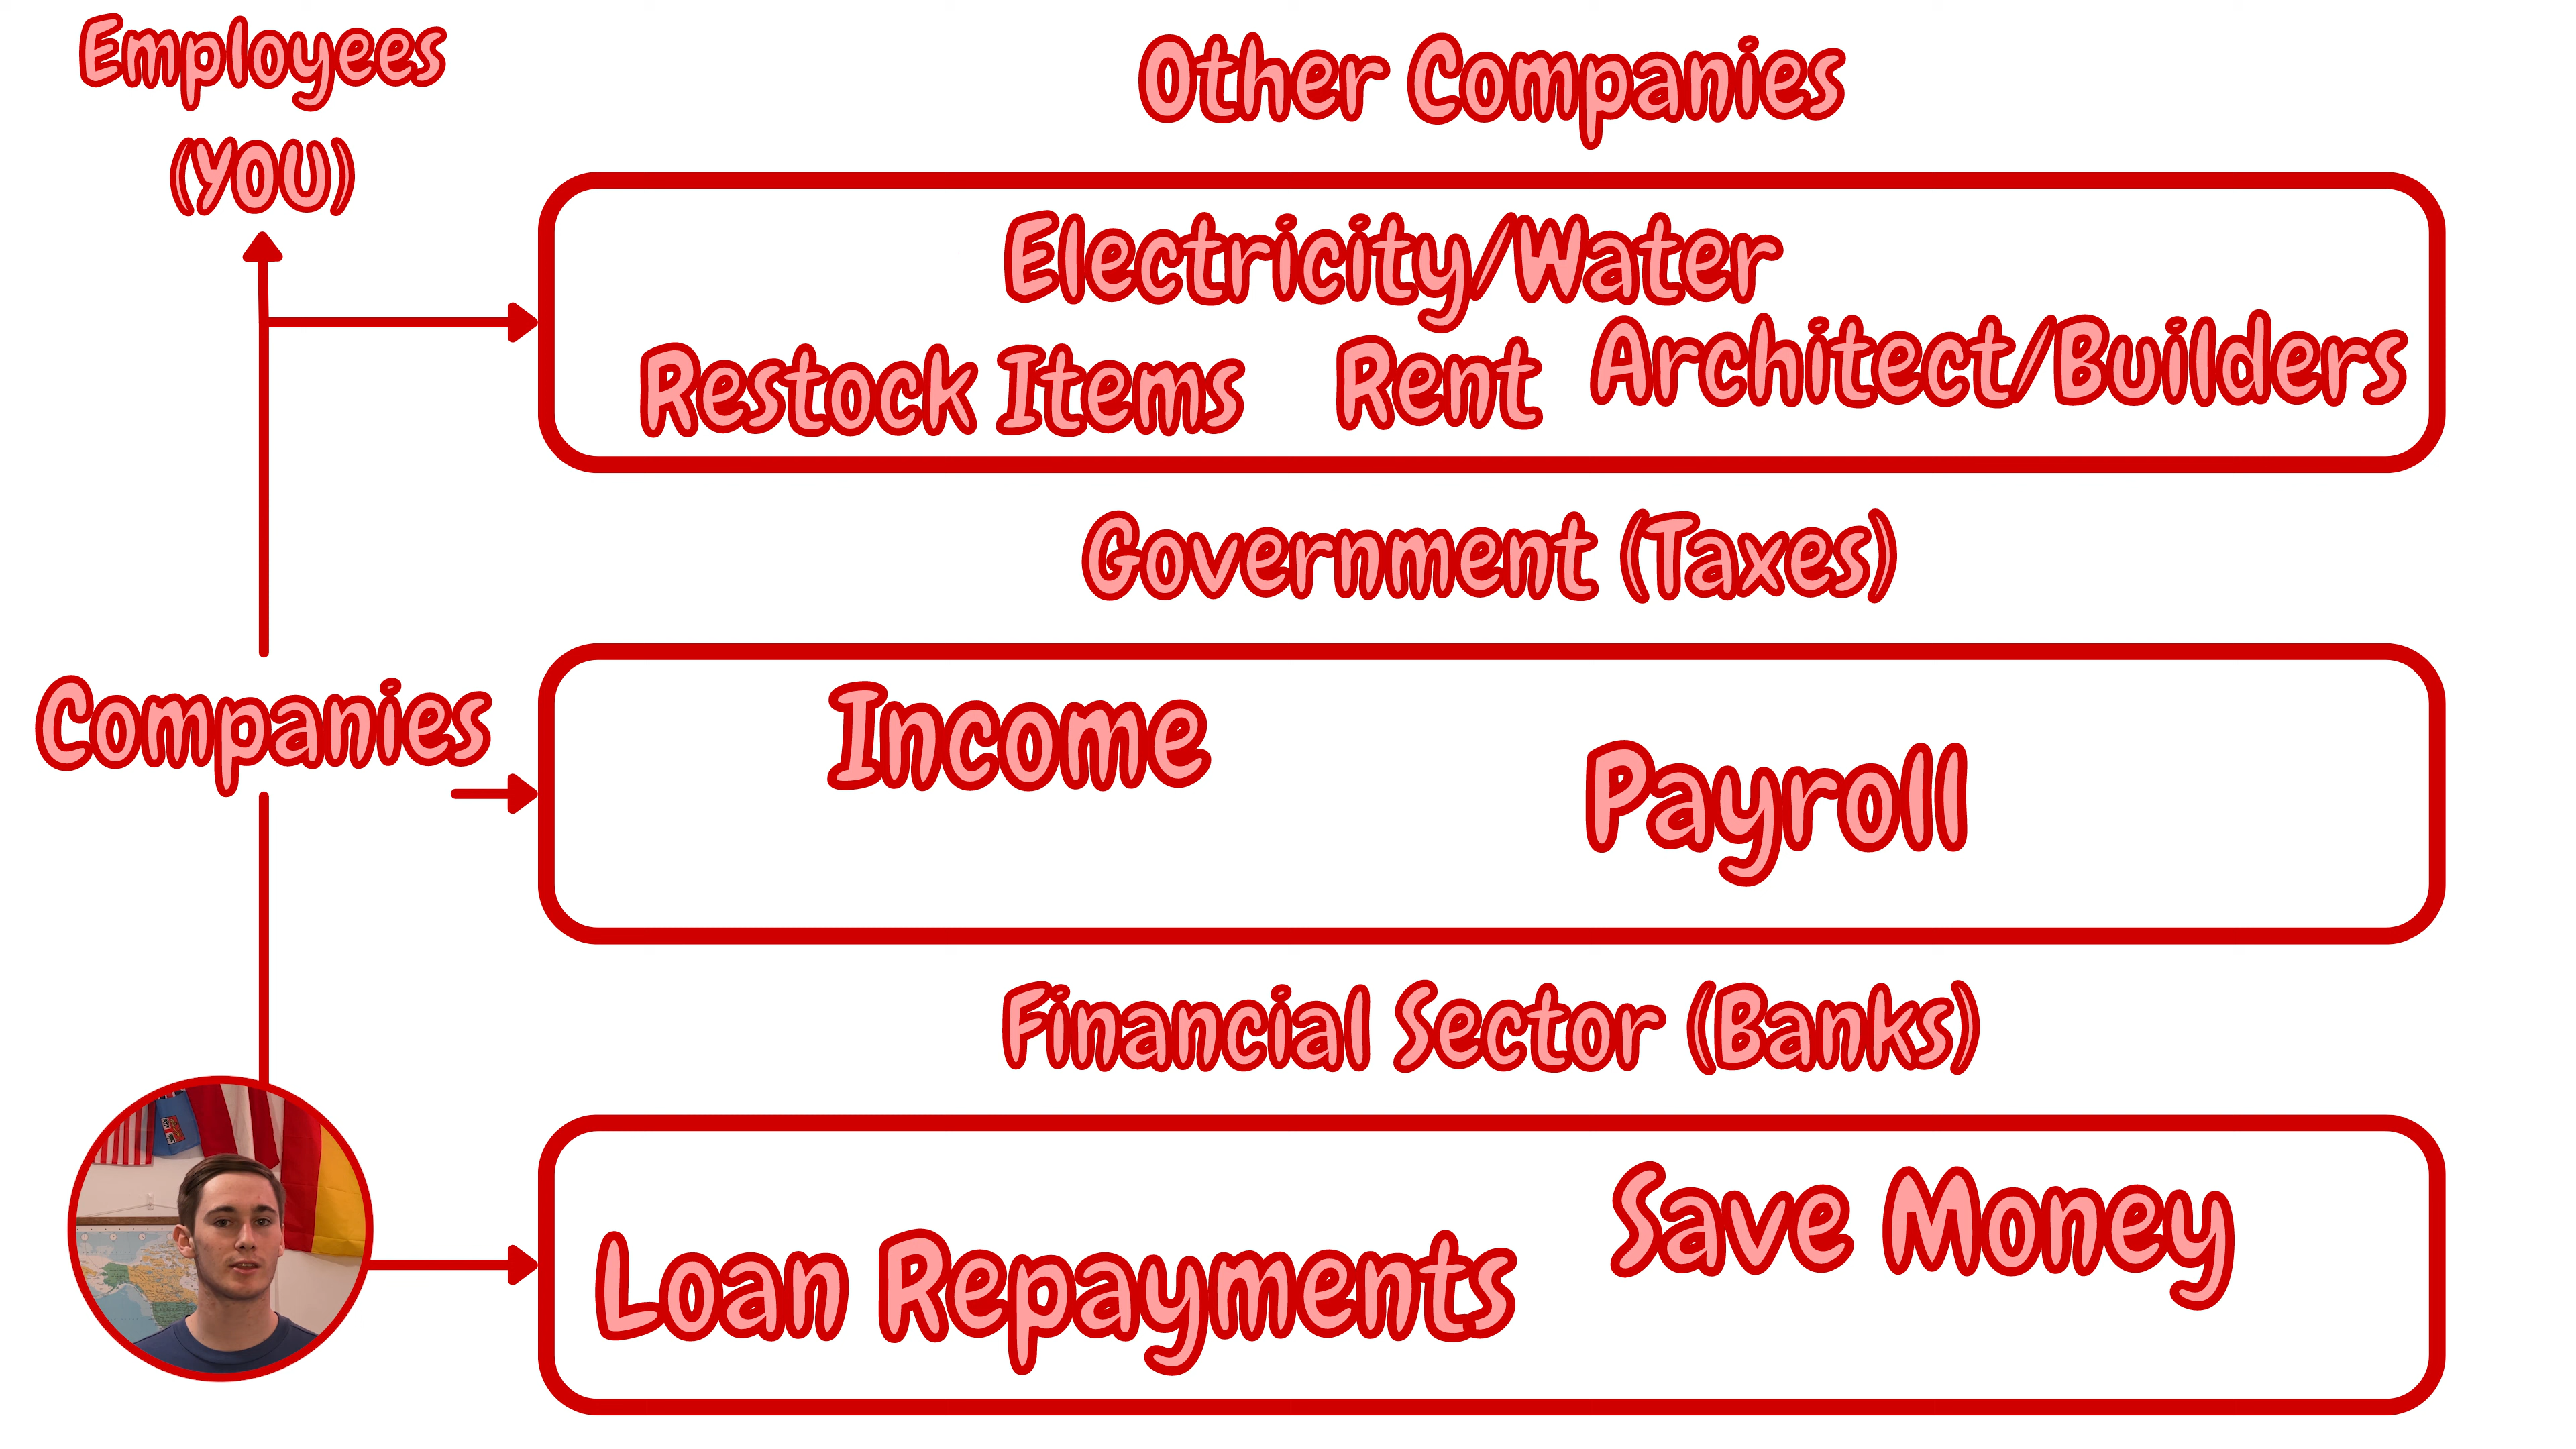 Employees
(YOU)
Other Companies
Electricity/Water
Restock Items
Rent
Architect/Builders
Government (Taxes)
Companies
Income
Payroll
Financial Sector (Banks)
Loan Repayments
Save Money